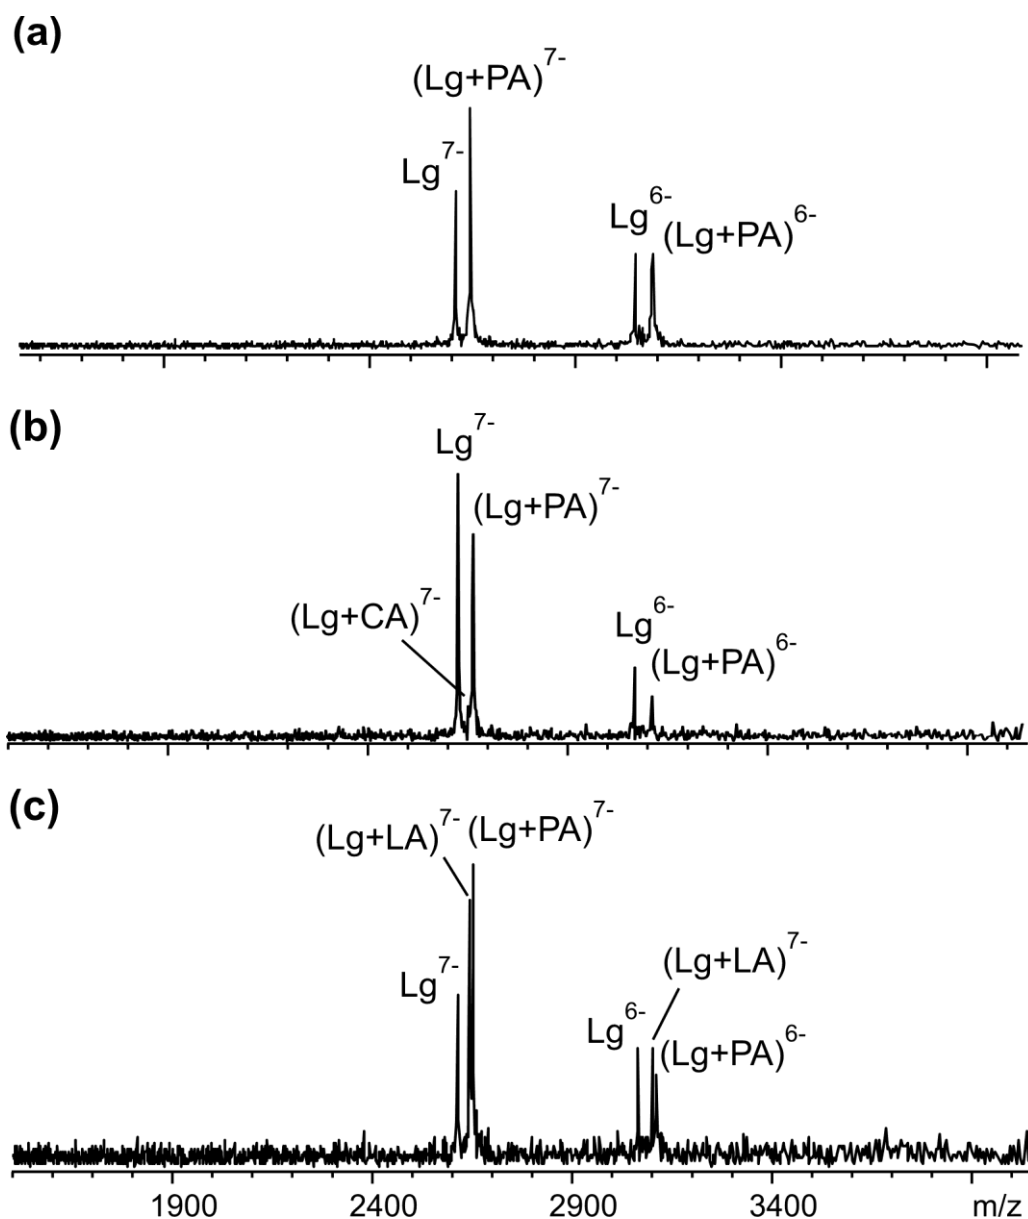 (a)
(Lg+PA)7-
Lg7-
Lg6-
(Lg+PA)6-
(b)
Lg7-
(Lg+PA)7-
(Lg+CA)7-
Lg6-
(Lg+PA)6-
(c)
(Lg+LA)7- (Lg+PA)7-
Lg7-
(Lg+LA)7-
Lg6-
(Lg+PA)6-
1900 2400 2900 3400 m/z